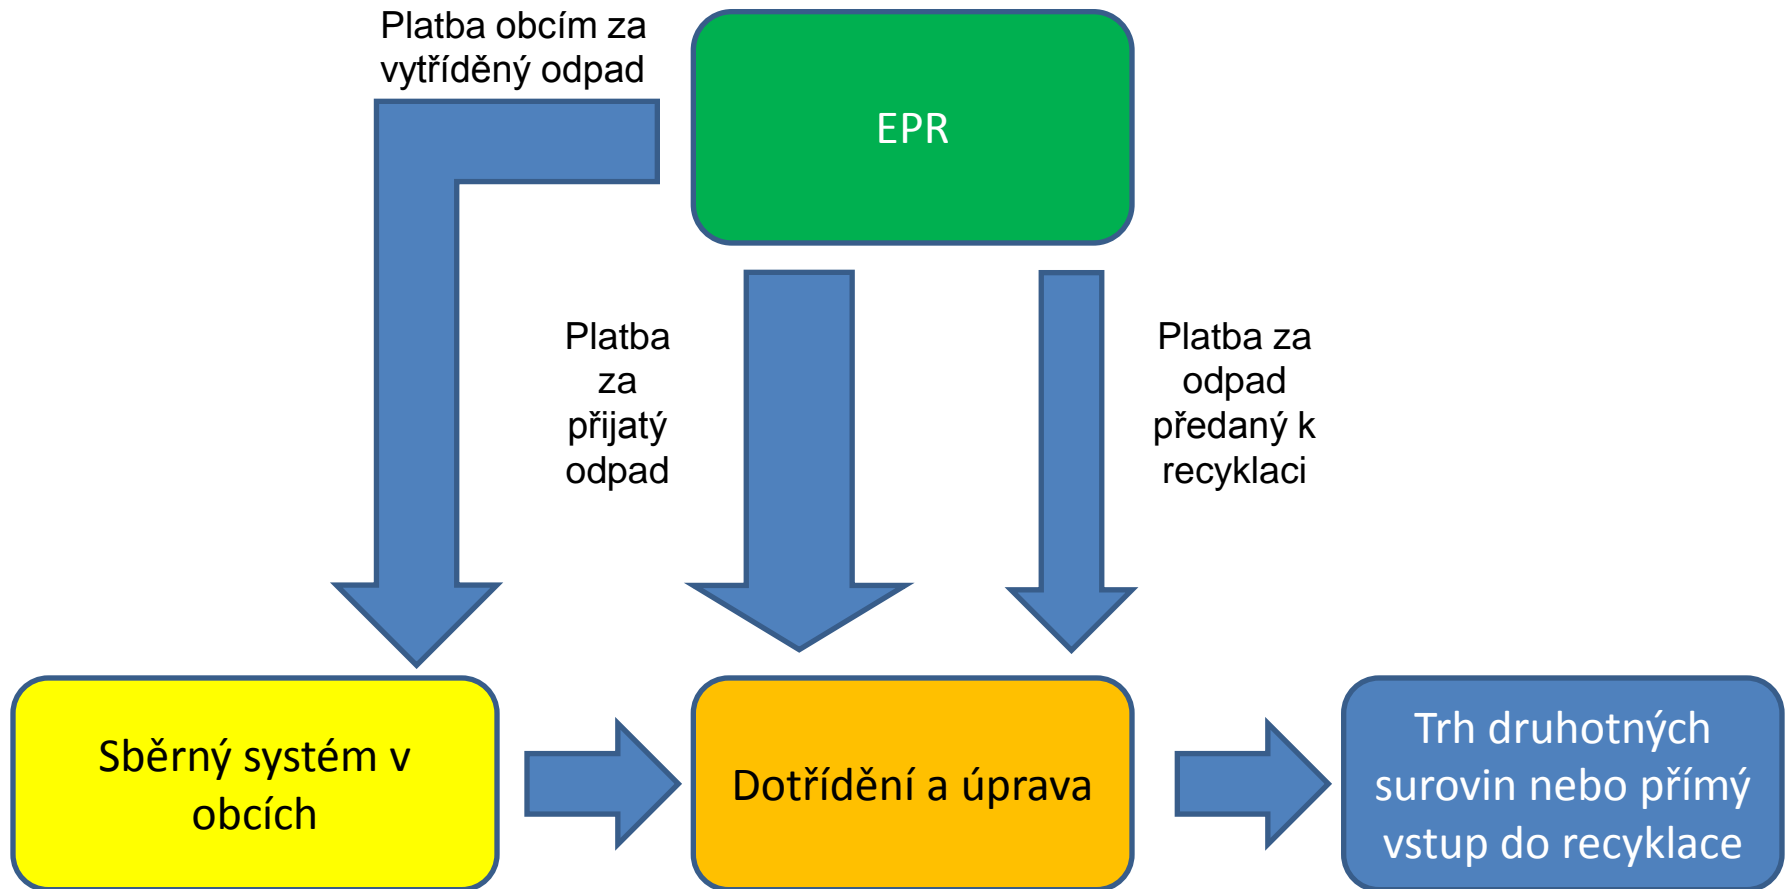 Platba obcím za
vytříděný odpad
EPR
Platba
za
přijatý
odpad
Platba za
odpad
předaný k
recyklaci
Sběrný systém v
obcích
Dotřídění a úprava
Trh druhotných
surovin nebo přímý
vstup do recyklace